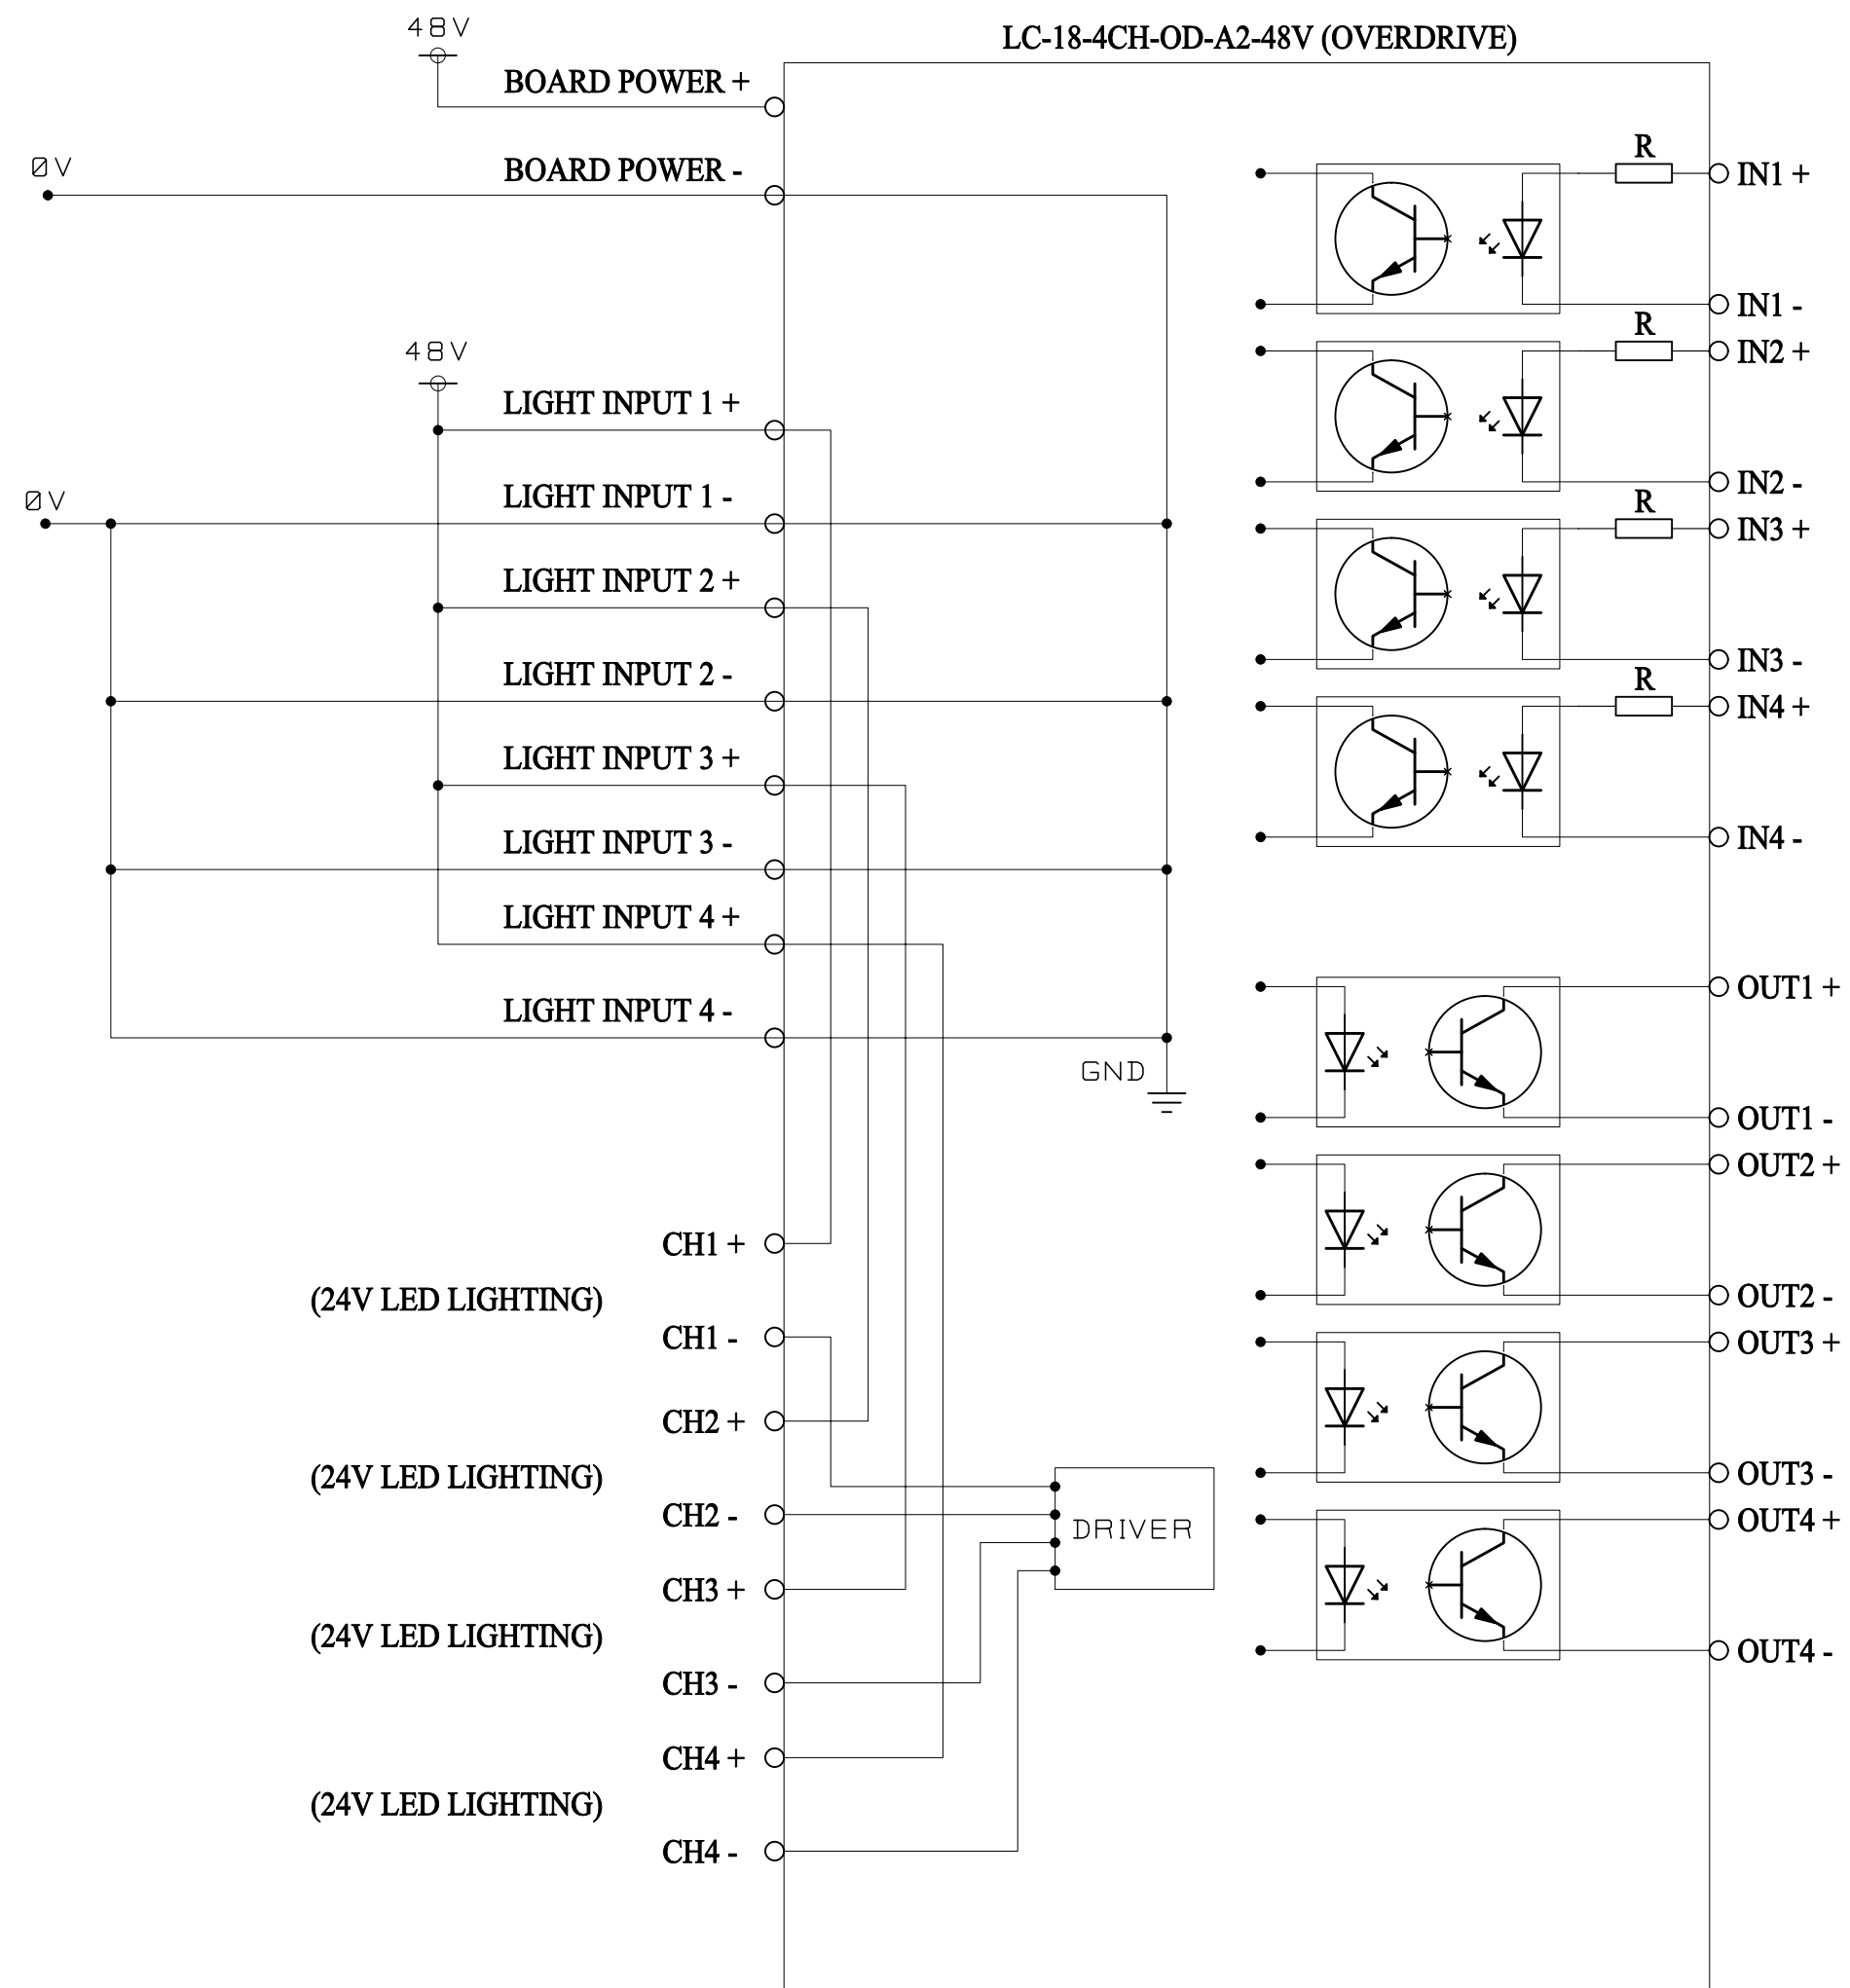 48V
LC-18-4CH-OD-A2-48V (OVERDRIVE)
BOARD POWER +
0V
BOARD POWER -
R
IN1 +
IN1 -
R
48V
IN2 +
LIGHT INPUT 1 +
IN2 -
0V
LIGHT INPUT 1 -
R
IN3 +
LIGHT INPUT 2 +
IN3 -
LIGHT INPUT 2 -
R
IN4 +
LIGHT INPUT 3 +
IN4 -
LIGHT INPUT 3 -
LIGHT INPUT 4 +
OUT1 +
LIGHT INPUT 4 -
GND
OUT1 -
OUT2 +
CH1 +
(24V LED LIGHTING)
OUT2 -
CH1 -
OUT3 +
CH2 +
(24V LED LIGHTING)
OUT3 -
CH2 -
DRIVER
OUT4 +
CH3 +
(24V LED LIGHTING)
OUT4 -
CH3 -
CH4 +
(24V LED LIGHTING)
CH4 -